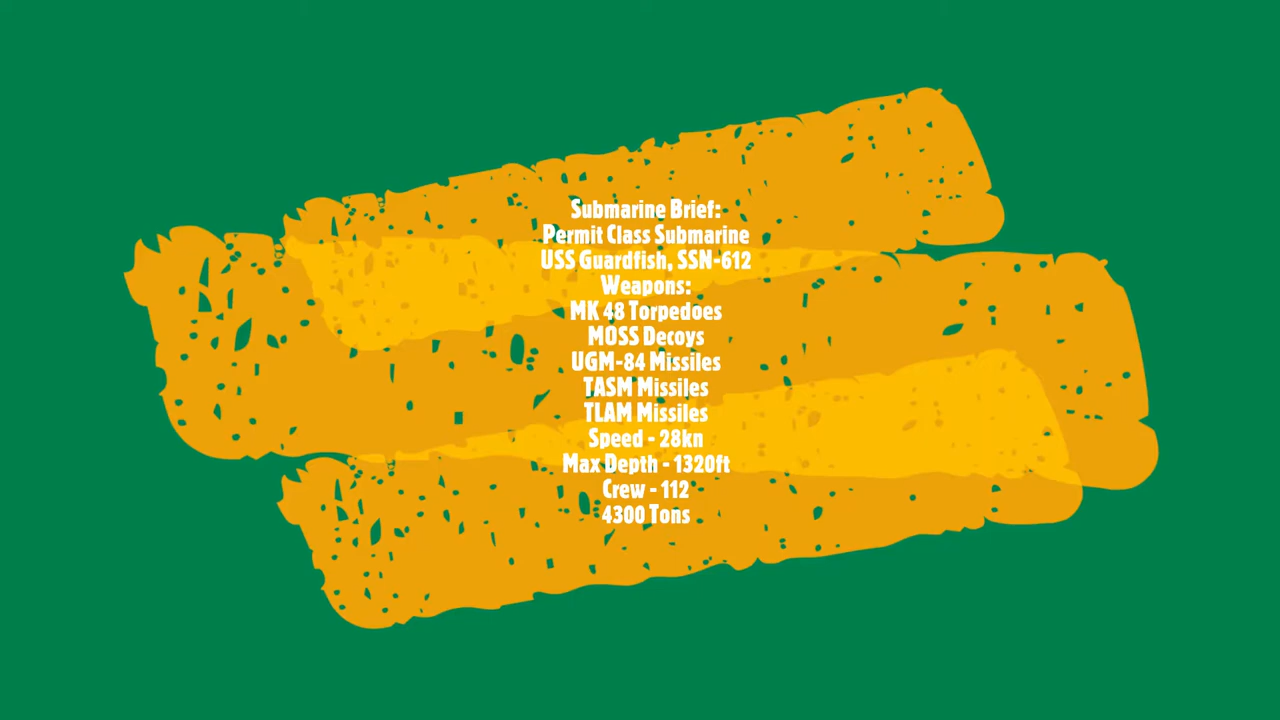 Submarine Brief:
Permit Class Submarine
USS Guardfish, SSN-612
Weapons:
MK 48 Torpedoes
MOSS Decoys
UGM-84 Missiles
TASM Missiles
TLAM Missiles
Speed - 28kn
Max Depth - 1320ft
Crew - 112
4300 Tons